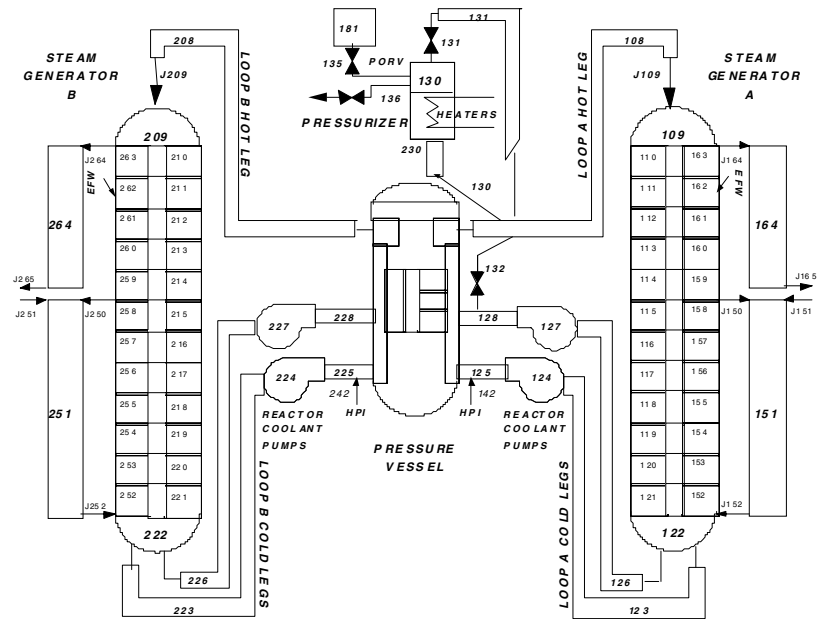 181
131
208
108
135
PORV
131
STEAM
GENERATOR
B
STEAM
GENERATOR
A
J209
J109
130
136
HEATERS
PRESSURIZER
LOOP B HOT LEG
LOOP A HOT LEG
209
109
230
130
263 210
262 211
261 212
260 213
259 214
258 215
257 216
256 217
255 218
254 219
253 220
252 221
110 163
111 162
112 161
113 160
114 159
115 158
116 157
117 156
118 155
119 154
120 153
121 152
J264
EFW
264
J265
J251
J250
251
J252
J164
EFW
164
J165
J150
J151
151
J152
132
228
128
227
127
225
125
224
124
242
HPI
HPI
142
REACTOR
COOLANT
PUMPS
REACTOR
COOLANT
PUMPS
PRESSURE
VESSEL
LOOP B COLD LEGS
LOOP A COLD LEGS
222
122
226
126
223
123